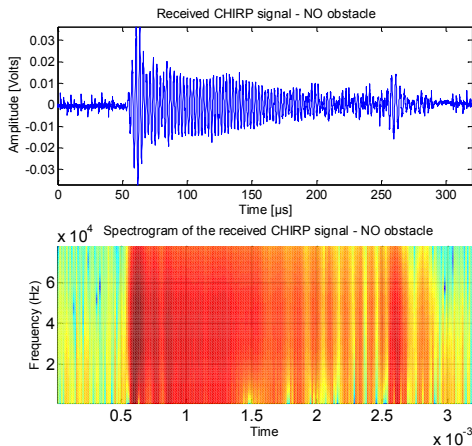 Received CHIRP signal - NO obstacle
0.03
0.02
0.01
0
-0.01
-0.02
-0.03
Amplitude [Volts]
0 50 100 150 200 250 300
Time [µs]
x 10^4
Spectrogram of the received CHIRP signal - NO obstacle
6
4
2
Frequency (Hz)
0.5 1 1.5 2 2.5 3
Time
x 10^-3